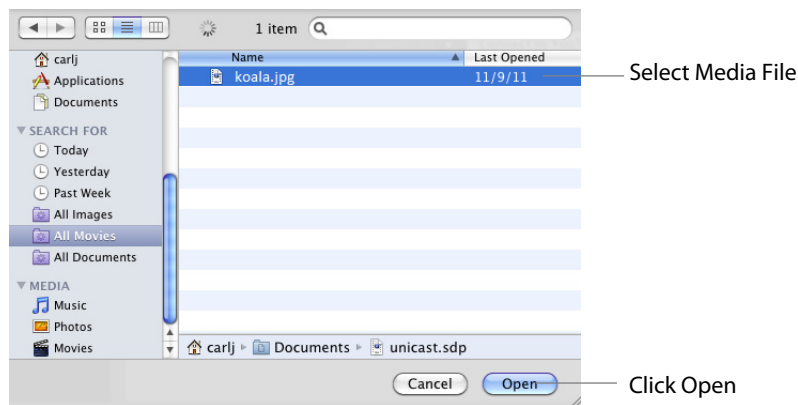 1 item
carlj
Applications
Documents
SEARCH FOR
Today
Yesterday
Past Week
All Images
All Movies
All Documents
MEDIA
Music
Photos
Movies
Name Last Opened
koala.jpg 11/9/11
carlj Documents unicast.sdp
Cancel Open
Select Media File
Click Open